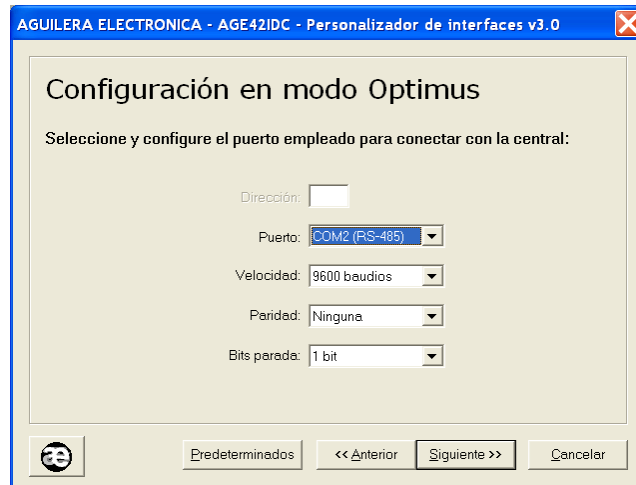 AGUILERA ELECTRONICA - AGE42IDC - Personalizador de interfaces v3.0
Configuración en modo Optimus
Seleccione y configure el puerto empleado para conectar con la central:
Dirección:
Puerto: COM2 (RS-485)
Velocidad: 9600 baudios
Paridad: Ninguna
Bits parada: 1 bit
æ Predeterminados << Anterior Siguiente >> Cancelar